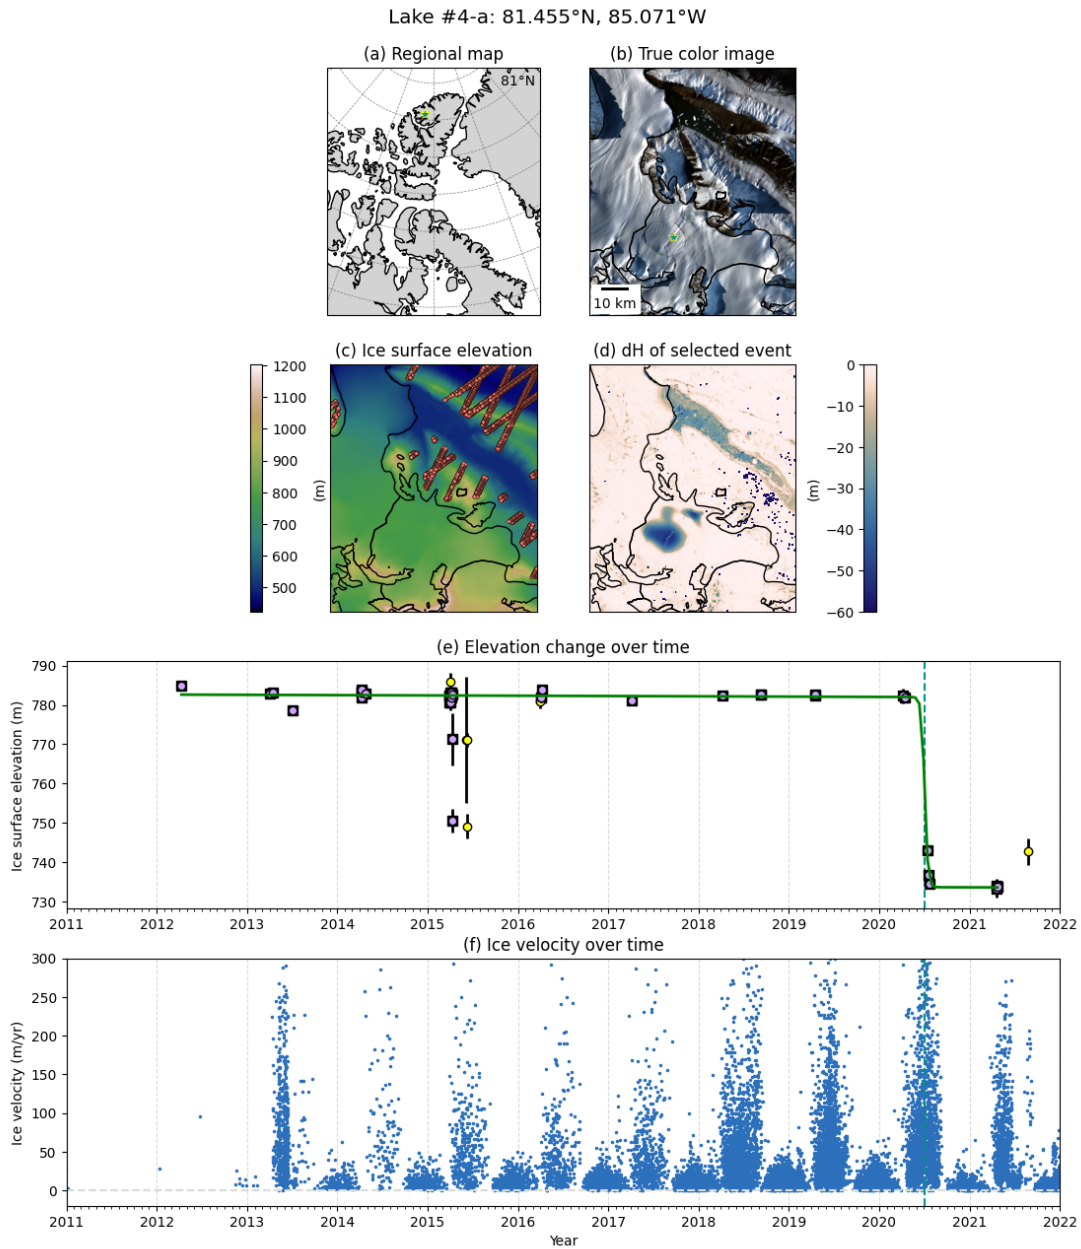 Lake #4-a: 81.455°N, 85.071°W
(a) Regional map
(b) True color image
81°N
10 km
(c) Ice surface elevation
(d) dH of selected event
1200
1100
1000
900
800
700
600
500
(m)
0
−10
−20
−30
−40
−50
−60
(m)
(e) Elevation change over time
790
780
770
760
750
740
730
Ice surface elevation (m)
2011 2012 2013 2014 2015 2016 2017 2018 2019 2020 2021 2022
(f) Ice velocity over time
300
250
200
150
100
50
0
Ice velocity (m/yr)
2011 2012 2013 2014 2015 2016 2017 2018 2019 2020 2021 2022
Year